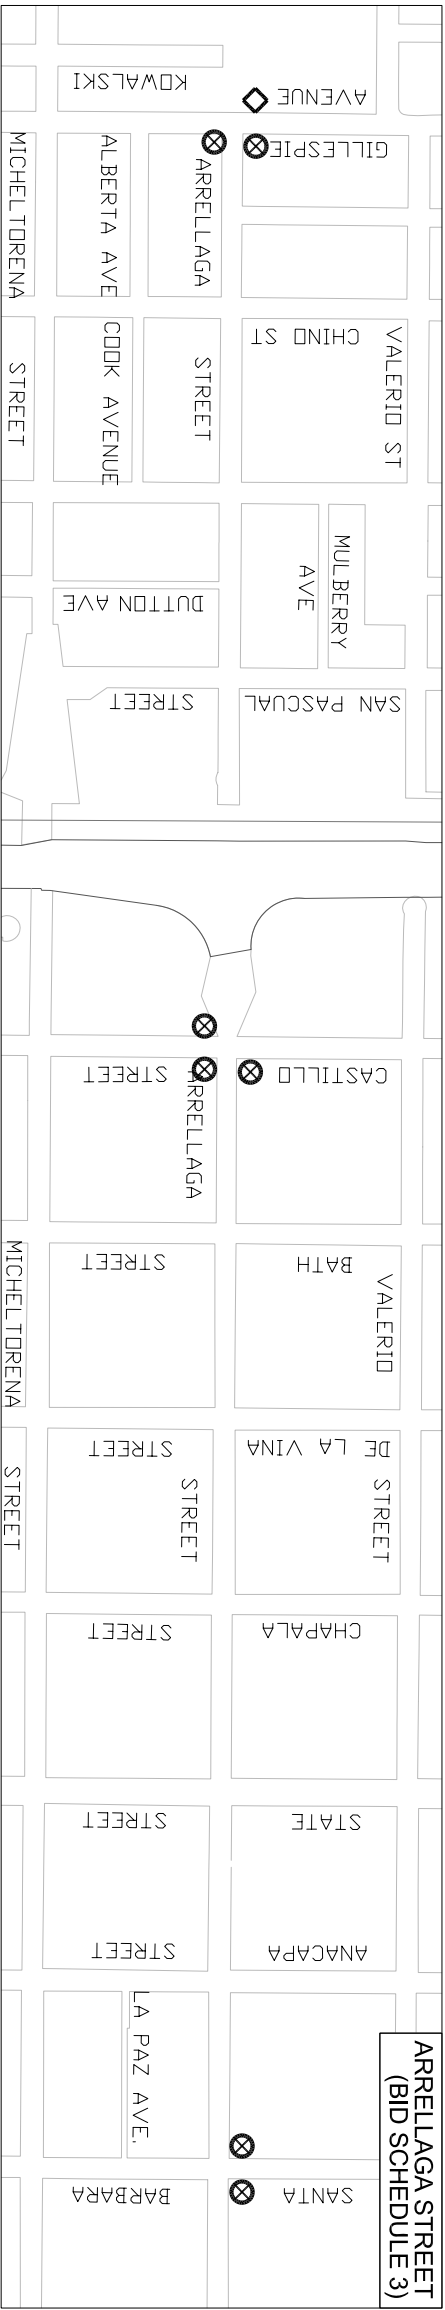 KOWALSKI
AVENUE
GILLESPIE
MICHELTORENA
ALBERTA AVE
ARRELLAGA
COOK AVENUE
STREET
STREET
CHINO ST
VALERIO ST
MULBERRY
AVE
DUTTON AVE
STREET
SAN PASCUAL
STREET
CASTILLO
ARRELLAGA
MICHELTORENA
STREET
BATH
VALERIO
STREET
DE LA VINA
STREET
STREET
STREET
STREET
CHAPALA
STREET
STATE
STREET
ANACAPA
LA PAZ AVE.
BARBARA
SANTA
ARRELLAGA STREET
(BID SCHEDULE 3)